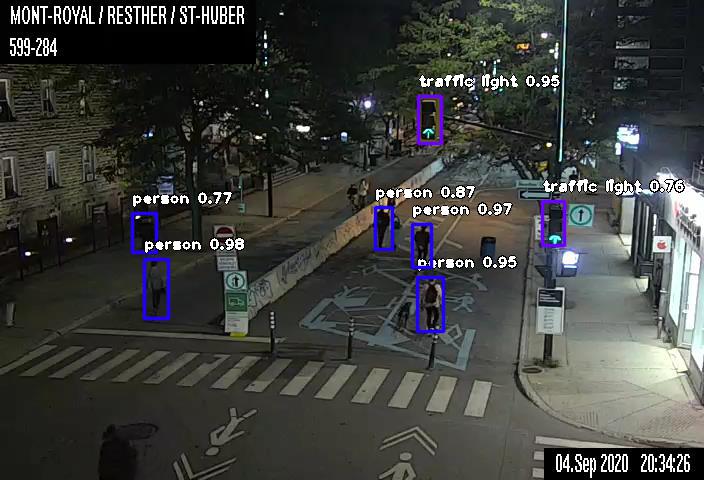 MONT-ROYAL / RESTHER / ST-HUBER
599-284
traffic light 0.95
person 0.77
person 0.87
traffic light 0.76
person 0.97
person 0.98
person 0.95
04.Sep 2020 20:34:26